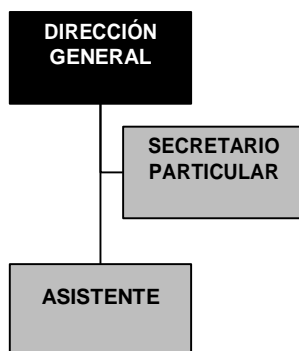 DIRECCIÓN
GENERAL
SECRETARIO
PARTICULAR
ASISTENTE